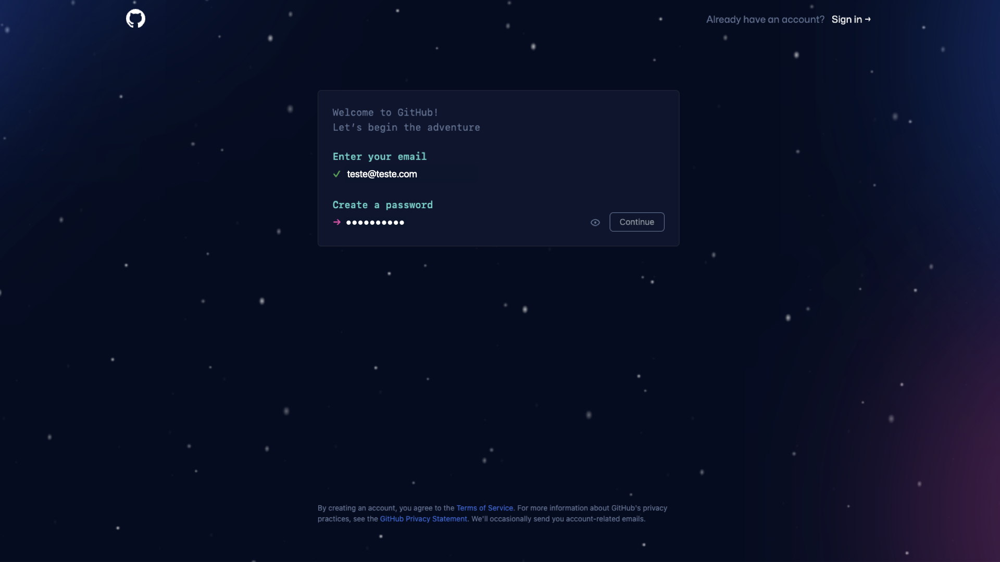 Already have an account? Sign in →
Welcome to GitHub!
Let’s begin the adventure
Enter your email
✓ teste@teste.com
Create a password
→ ●●●●●●●●●● Continue
By creating an account, you agree to the Terms of Service. For more information about GitHub's privacy
practices, see the GitHub Privacy Statement. We'll occasionally send you account-related emails.